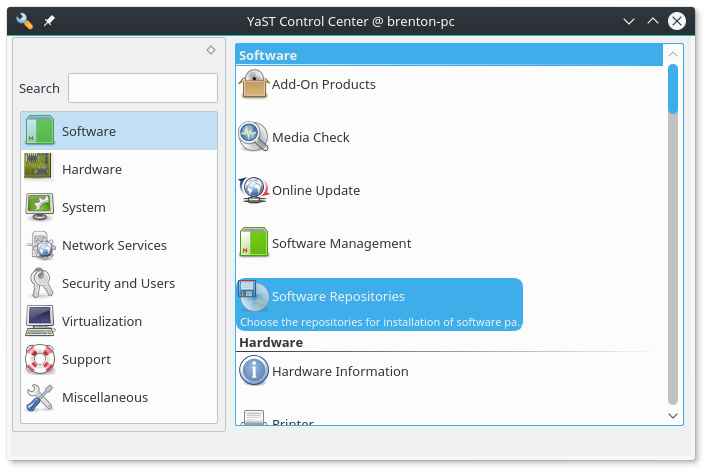 YaST Control Center @ brenton-pc
Search
Software
Hardware
System
Network Services
Security and Users
Virtualization
Support
Miscellaneous
Software
Add-On Products
Media Check
Online Update
Software Management
Software Repositories
Choose the repositories for installation of software pa...
Hardware
Hardware Information
Printer